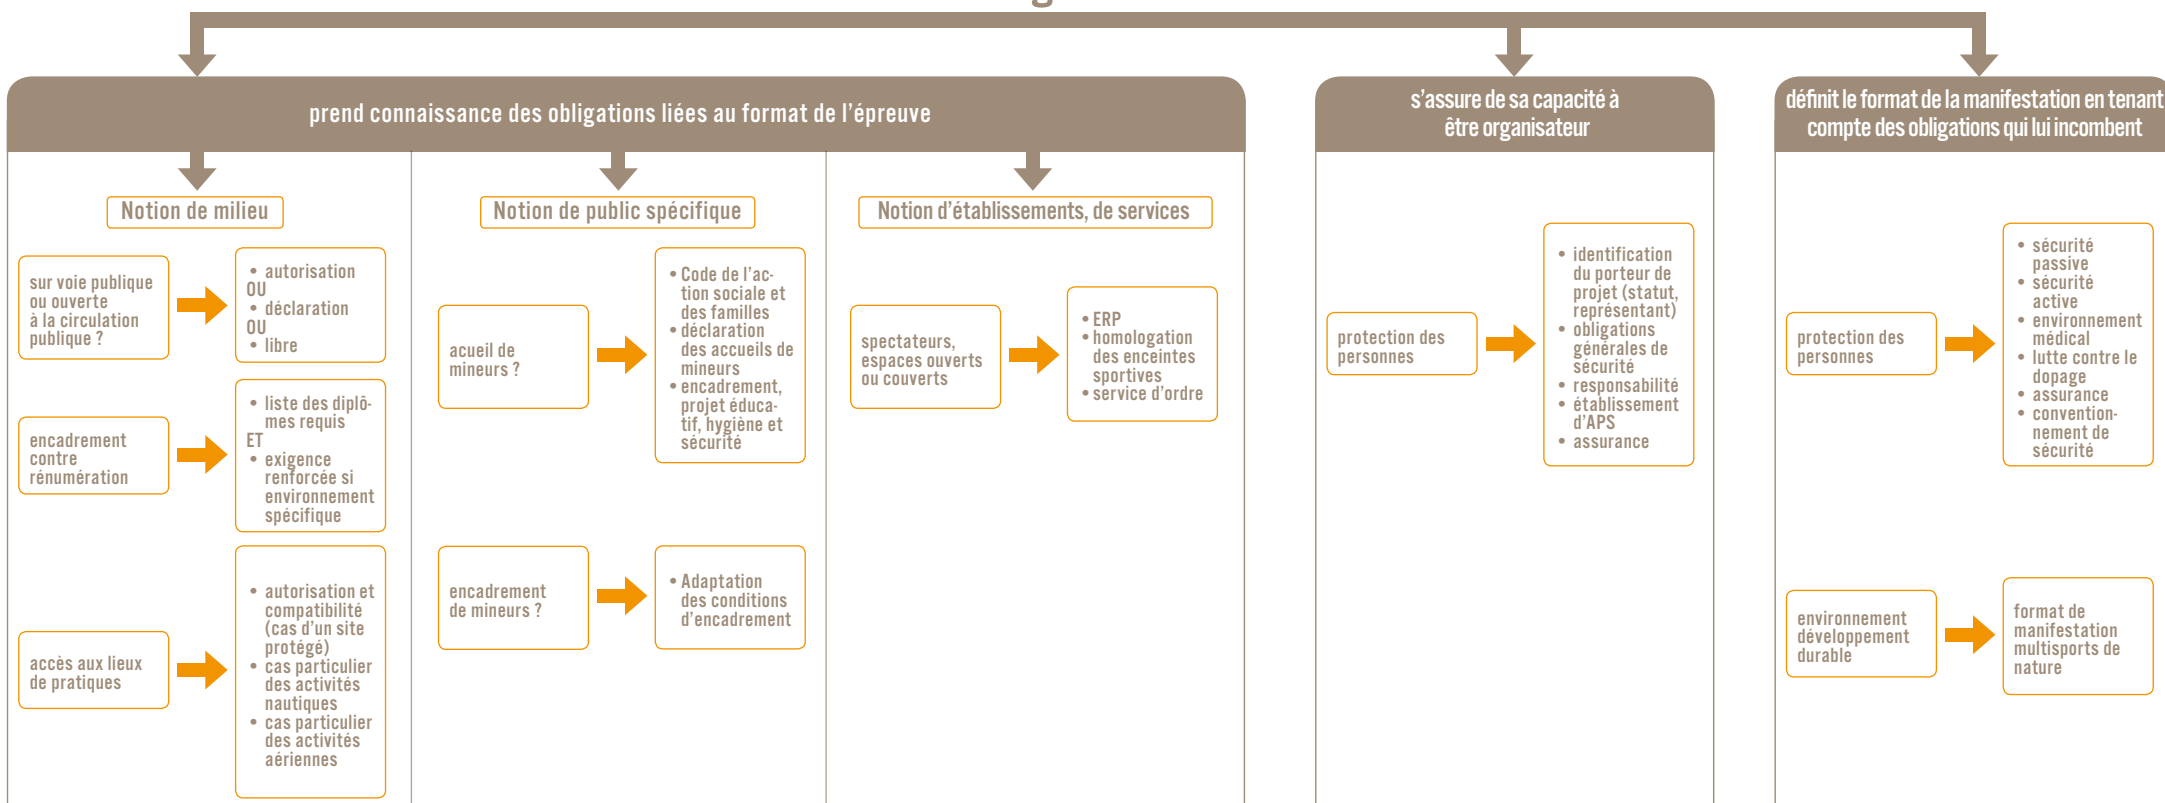 prend connaissance des obligations liées au format de l'épreuve
Notion de milieu
sur voie publique
ou ouverte
à la circulation
publique ?
• autorisation
OU
• déclaration
OU
• libre
encadrement
contre
rénumération
• liste des diplô-
mes requis
ET
• exigence
renforcée si
environnement
spécifique
accès aux lieux
de pratiques
• autorisation et
compatibilité
(cas d'un site
protégé)
• cas particulier
des activités
nautiques
• cas particulier
des activités
aériennes
Notion de public spécifique
acueil de
mineurs ?
• Code de l'ac-
tion sociale et
des familles
• déclaration
des accueils de
mineurs
• encadrement,
projet éduca-
tif, hygiène et
sécurité
encadrement
de mineurs ?
• Adaptation
des conditions
d'encadrement
Notion d'établissements, de services
spectateurs,
espaces ouverts
ou couverts
• ERP
• homologation
des enceintes
sportives
• service d'ordre
s'assure de sa capacité à
être organisateur
protection des
personnes
• identification
du porteur de
projet (statut,
représentant)
• obligations
générales de
sécurité
• responsabilité
• établissement
d'APS
• assurance
définit le format de la manifestation en tenant
compte des obligations qui lui incombent
protection des
personnes
• sécurité
passive
• sécurité
active
• environnement
médical
• lutte contre le
dopage
• assurance
• convention-
nement de
sécurité
environnement
développement
durable
format de
manifestation
multisports de
nature